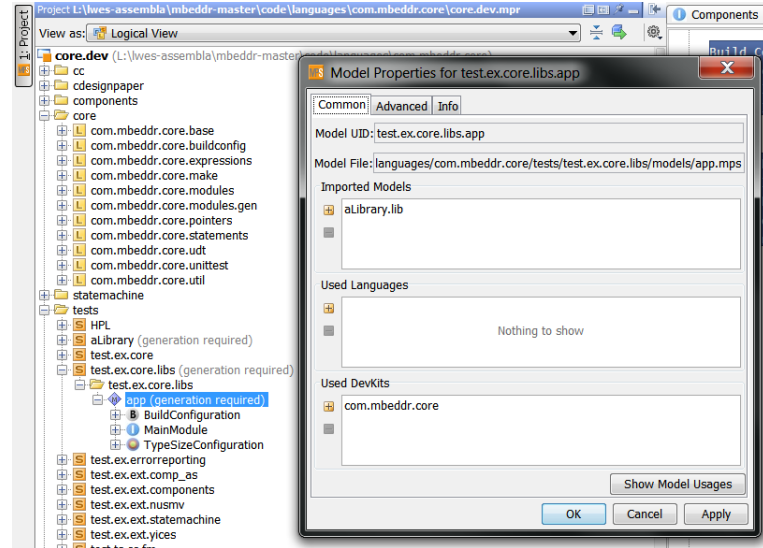 Project L:\lwes-assembla\mbeddr-master\code\languages\com.mbeddr.core\core.dev.mpr
1: Project
View as: Logical View
Components
core.dev (L:\lwes-assembla\mbeddr-master\code\languages\com.mbeddr.core)
cc
cdesignpaper
components
core
com.mbeddr.core.base
com.mbeddr.core.buildconfig
com.mbeddr.core.expressions
com.mbeddr.core.make
com.mbeddr.core.modules
com.mbeddr.core.modules.gen
com.mbeddr.core.pointers
com.mbeddr.core.statements
com.mbeddr.core.udt
com.mbeddr.core.unittest
com.mbeddr.core.util
statemachine
tests
HPL
aLibrary (generation required)
test.ex.core
test.ex.core.libs (generation required)
test.ex.core.libs
app (generation required)
BuildConfiguration
MainModule
TypeSizeConfiguration
test.ex.errorreporting
test.ex.ext.comp_as
test.ex.ext.components
test.ex.ext.nusmv
test.ex.ext.statemachine
test.ex.ext.yices
Build Co
Model Properties for test.ex.core.libs.app
Common Advanced Info
Model UID: test.ex.core.libs.app
Model File: languages/com.mbeddr.core/tests/test.ex.core.libs/models/app.mps
Imported Models
aLibrary.lib
Used Languages
Nothing to show
Used DevKits
com.mbeddr.core
Show Model Usages
OK Cancel Apply